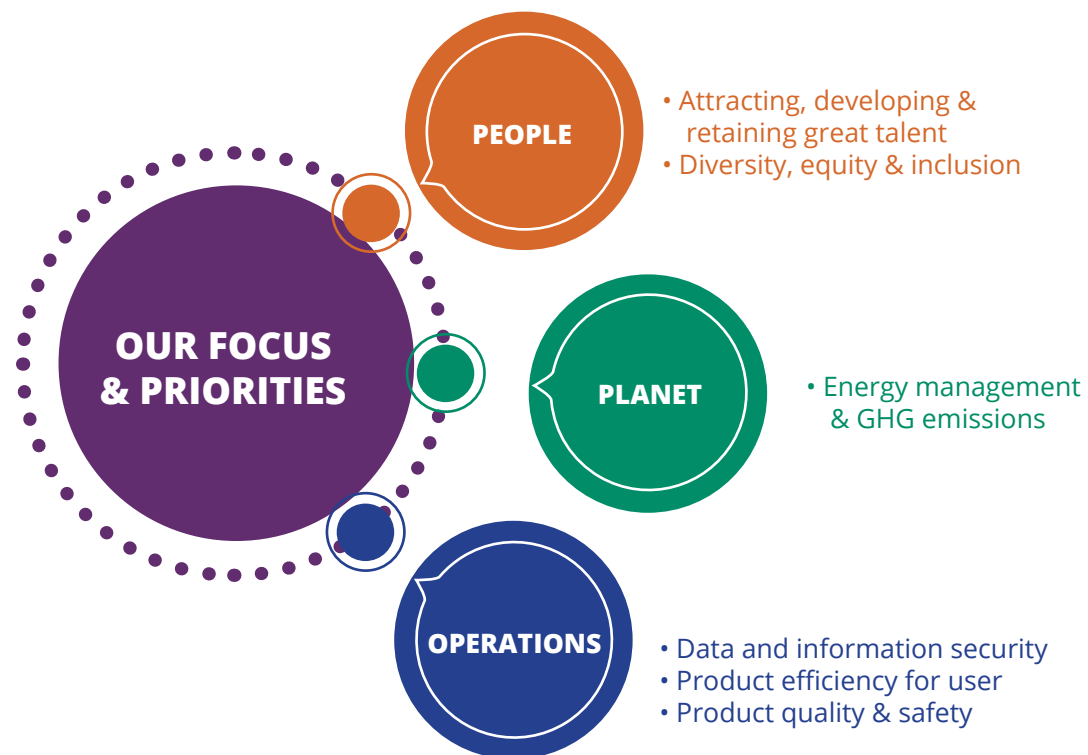 OUR FOCUS
& PRIORITIES
PEOPLE
• Attracting, developing &
retaining great talent
• Diversity, equity & inclusion
PLANET
• Energy management
& GHG emissions
OPERATIONS
• Data and information security
• Product efficiency for user
• Product quality & safety